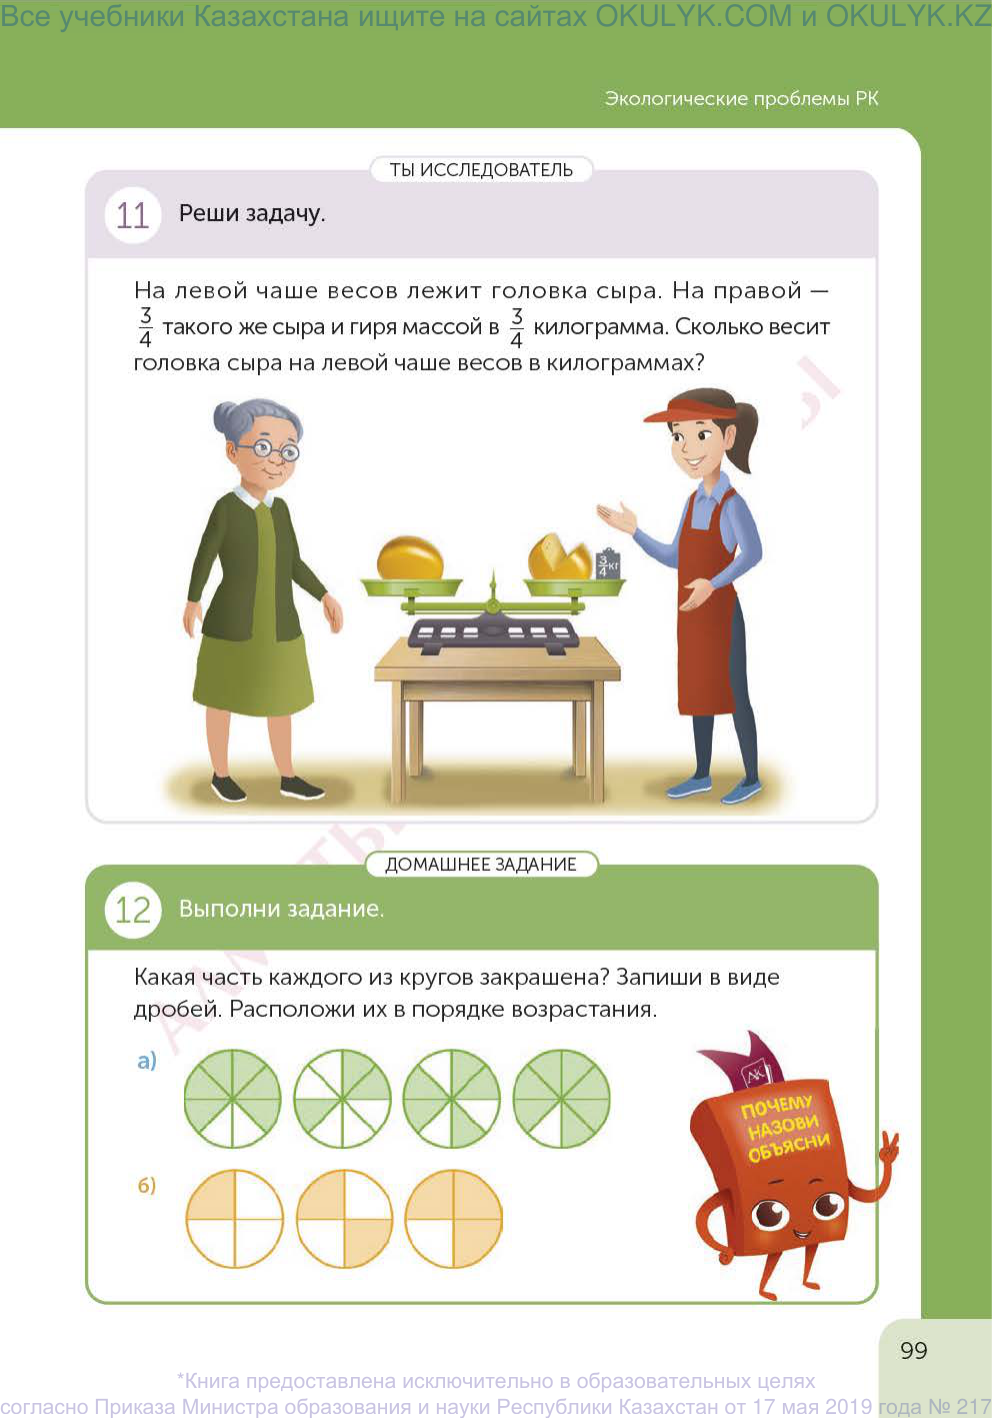 Все учебники Казахстана ищите на сайтах OKULYK.COM и OKULYK.KZ
Экологические проблемы РК
ТЫ ИССЛЕДОВАТЕЛЬ
11 Реши задачу.
На левой чаше весов лежит головка сыра. На правой —
3/4 такого же сыра и гиря массой в 3/4 килограмма. Сколько весит
головка сыра на левой чаше весов в килограммах?
3/4 кг
ДОМАШНЕЕ ЗАДАНИЕ
12 Выполни задание.
Какая часть каждого из кругов закрашена? Запиши в виде
дробей. Расположи их в порядке возрастания.
а)
АК
ПОЧЕМУ
НАЗОВИ
ОБЪЯСНИ
б)
99
*Книга предоставлена исключительно в образовательных целях
согласно Приказа Министра образования и науки Республики Казахстан от 17 мая 2019 года № 217